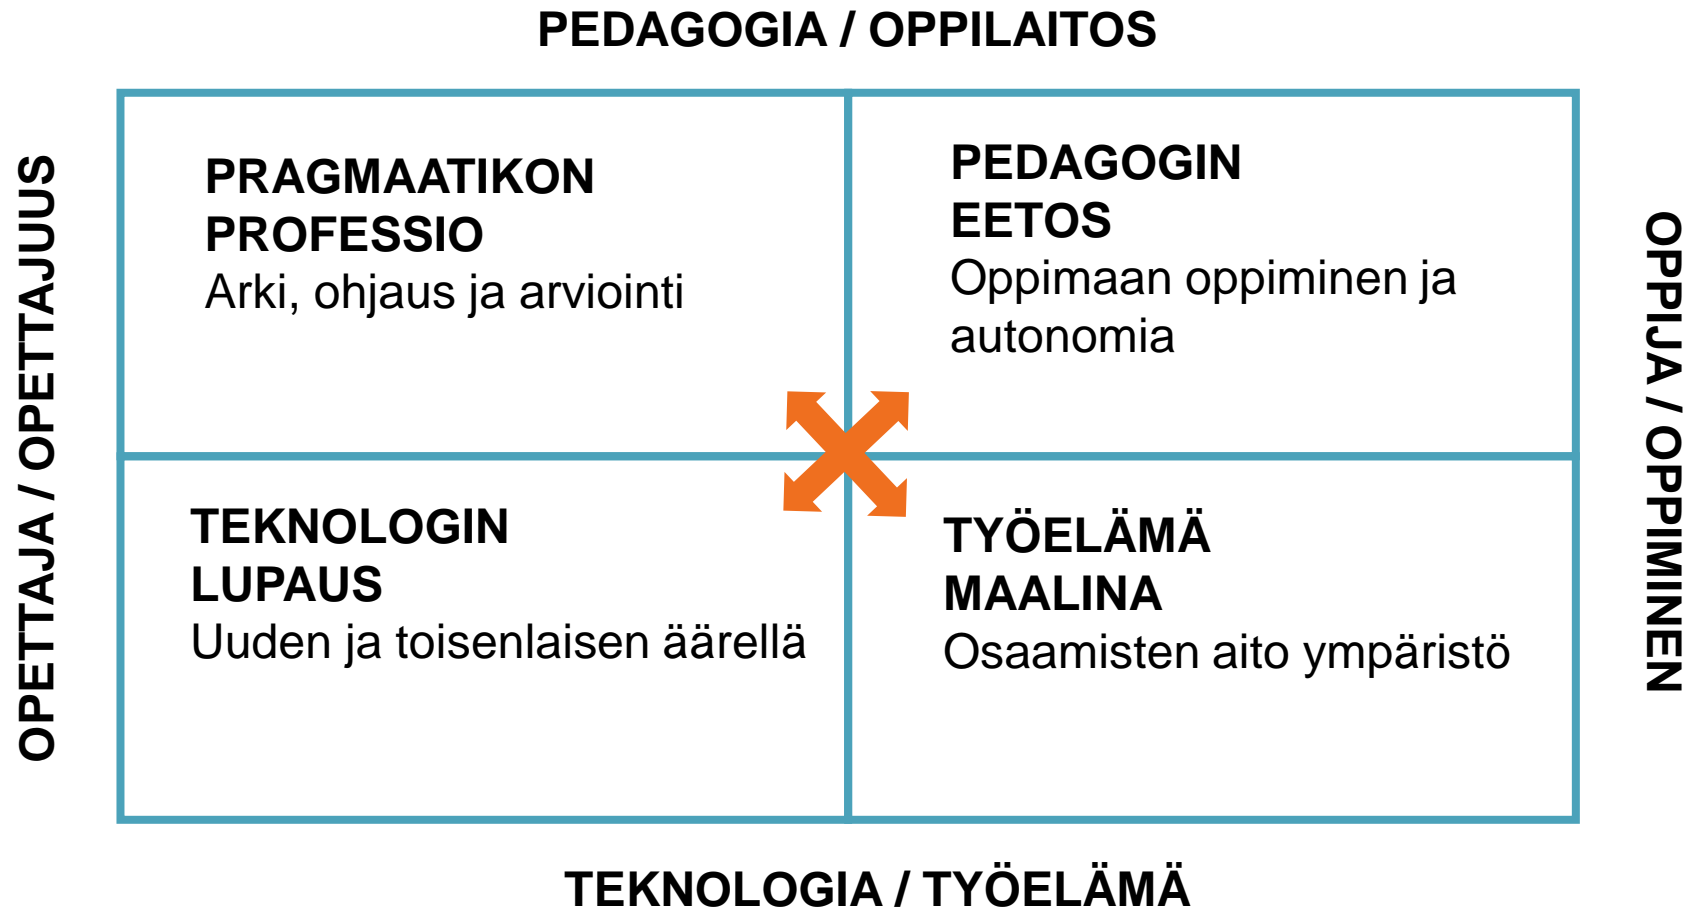 PEDAGOGIA / OPPILAITOS
OPETTAJA / OPETTAJUUS
PRAGMAATIKON
PROFESSIO
Arki, ohjaus ja arviointi
PEDAGOGIN
EETOS
Oppimaan oppiminen ja
autonomia
OPPIJA / OPPIMINEN
TEKNOLOGIN
LUPAUS
Uuden ja toisenlaisen äärellä
TYÖELÄMÄ
MAALINA
Osaamisten aito ympäristö
TEKNOLOGIA / TYÖELÄMÄ